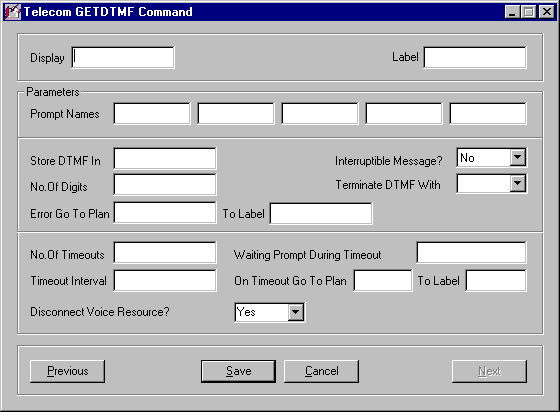 Telecom GETDTMF Command
Display Label
Parameters
Prompt Names
Store DTMF In Interruptible Message? No
No.Of Digits Terminate DTMF With
Error Go To Plan To Label
No.Of Timeouts Waiting Prompt During Timeout
Timeout Interval On Timeout Go To Plan To Label
Disconnect Voice Resource? Yes
Previous Save Cancel Next